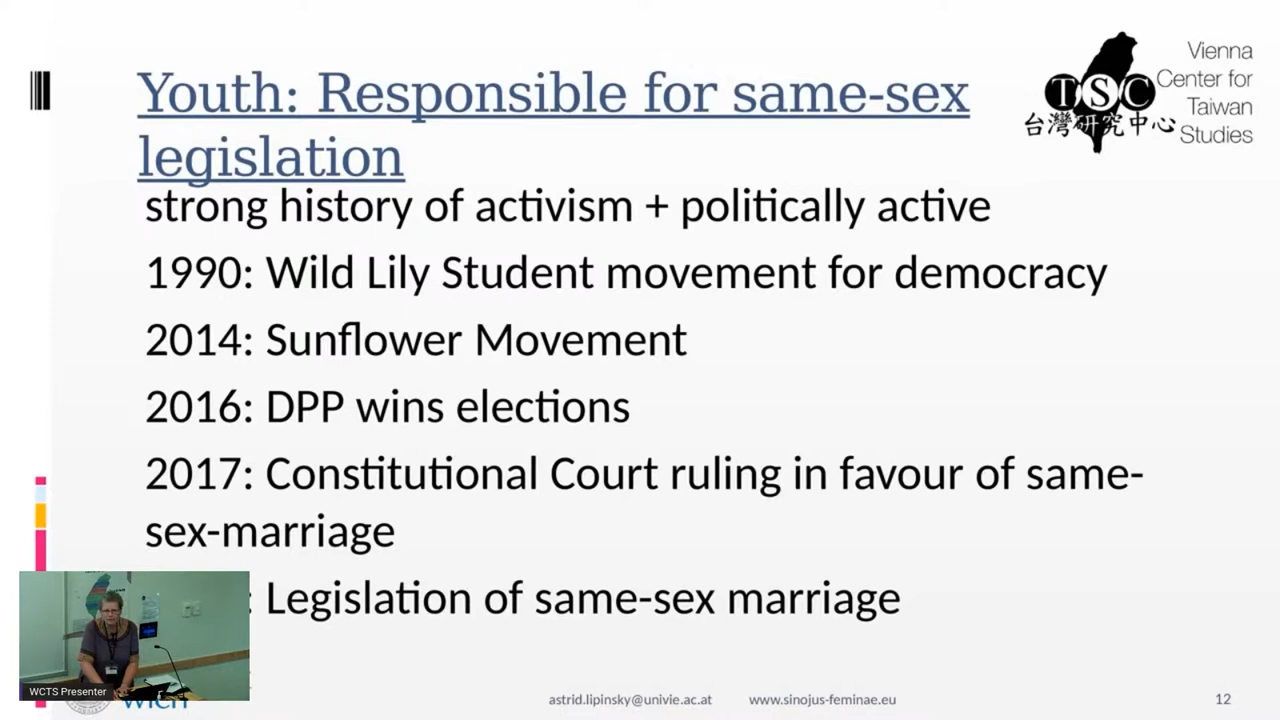 Youth: Responsible for same-sex
legislation
Vienna
Center for
Taiwan
Studies
TSC
台灣研究中心
strong history of activism + politically active
1990: Wild Lily Student movement for democracy
2014: Sunflower Movement
2016: DPP wins elections
2017: Constitutional Court ruling in favour of same-
sex-marriage
: Legislation of same-sex marriage
WCTS Presenter
astrid.lipinsky@univie.ac.at www.sinojus-feminae.eu
12